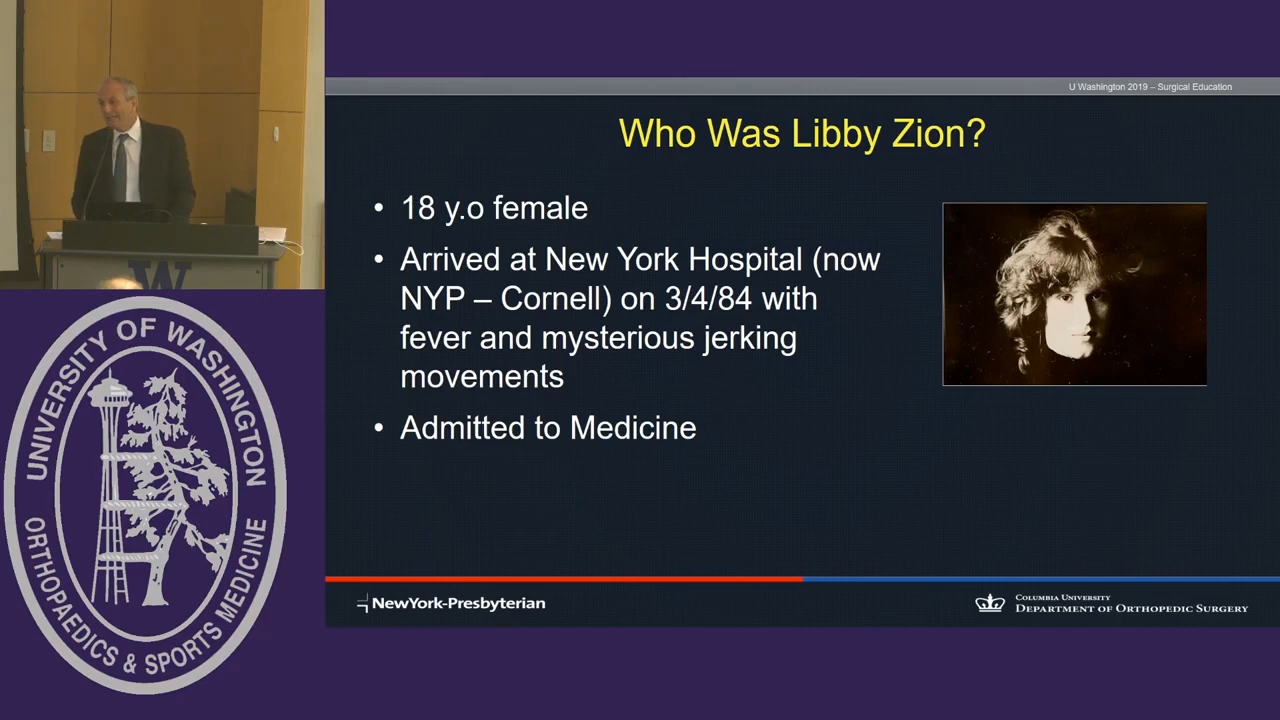 U Washington 2019 – Surgical Education
Who Was Libby Zion?
• 18 y.o female
• Arrived at New York Hospital (now
NYP – Cornell) on 3/4/84 with
fever and mysterious jerking
movements
• Admitted to Medicine
NewYork-Presbyterian
COLUMBIA UNIVERSITY
DEPARTMENT OF ORTHOPEDIC SURGERY
W
UNIVERSITY OF WASHINGTON
ORTHOPAEDICS & SPORTS MEDICINE